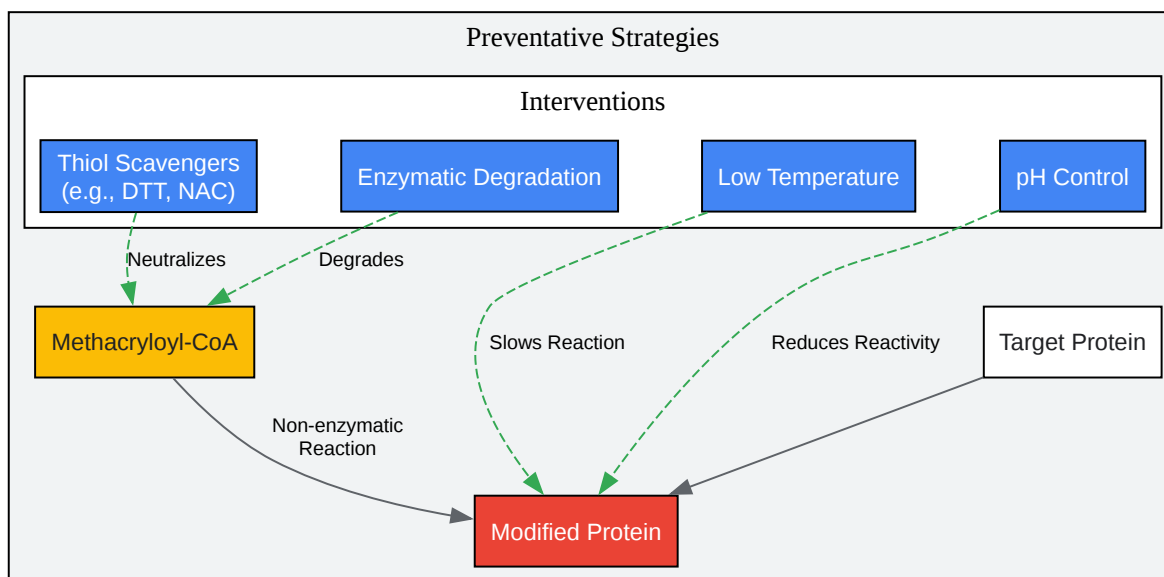 Preventative Strategies
Interventions
Thiol Scavengers
(e.g., DTT, NAC)
Enzymatic Degradation
Low Temperature
pH Control
Neutralizes
Degrades
Methacryloyl-CoA
Slows Reaction
Reduces Reactivity
Target Protein
Non-enzymatic
Reaction
Modified Protein